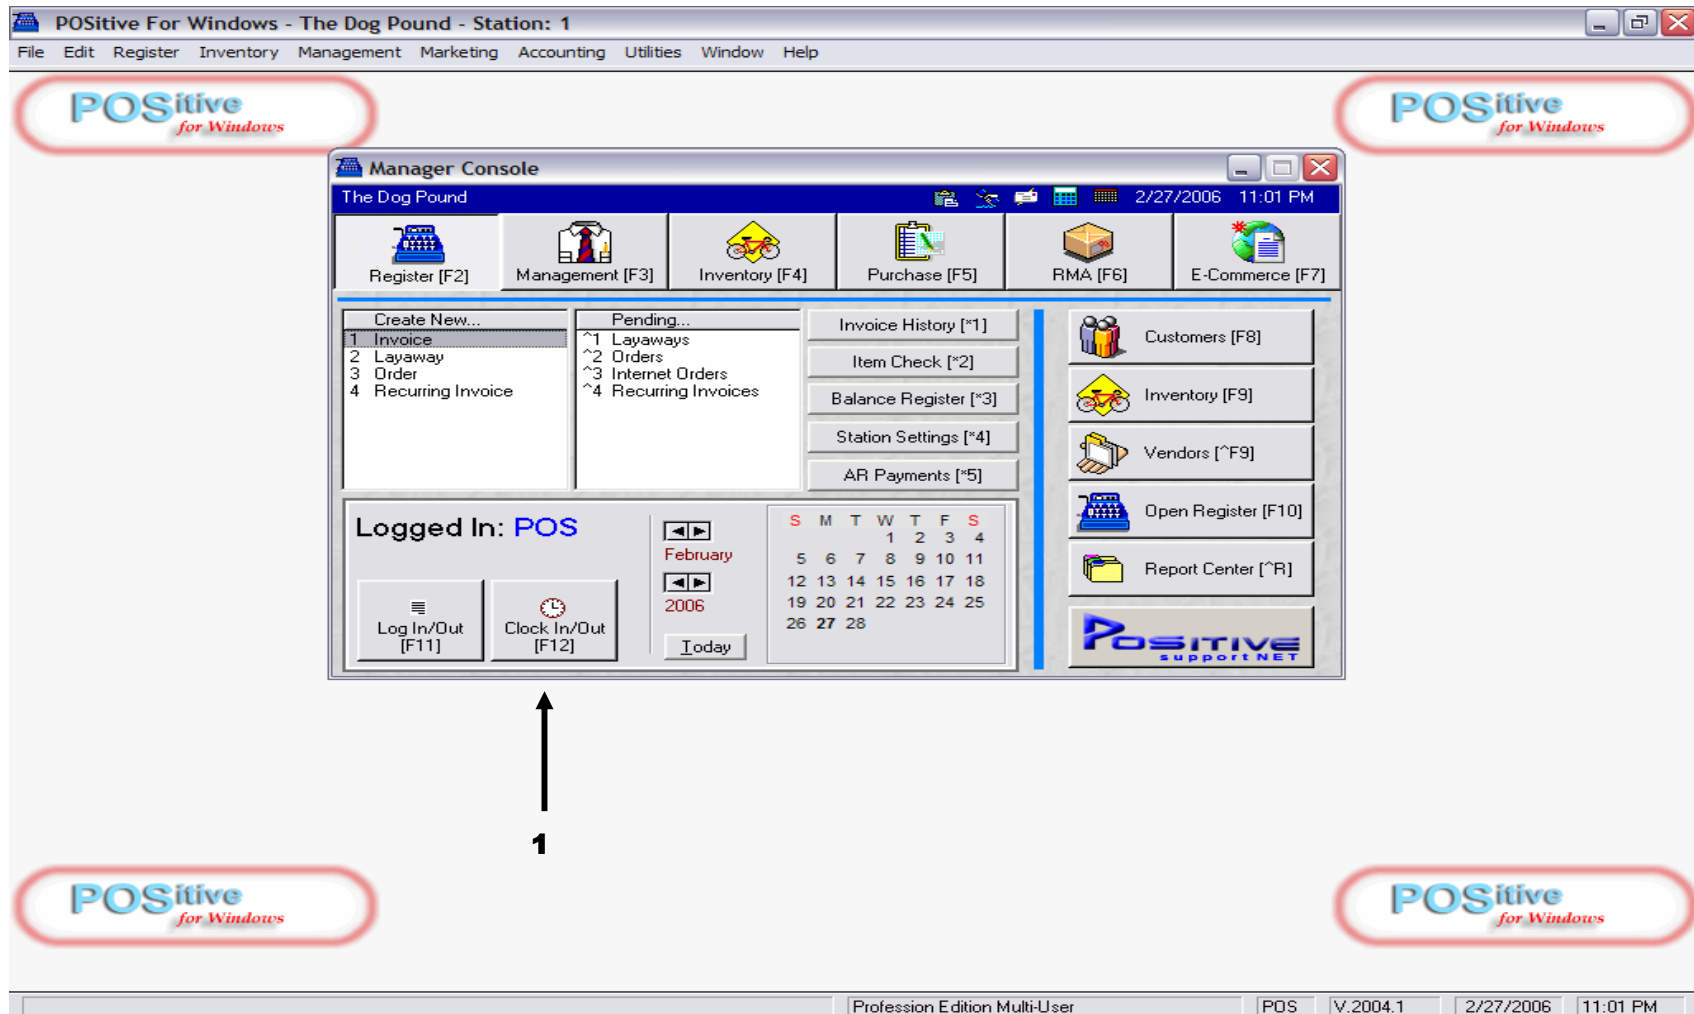 POSitive For Windows - The Dog Pound - Station: 1
File Edit Register Inventory Management Marketing Accounting Utilities Window Help
POSitive
for Windows
POSitive
for Windows
Manager Console
The Dog Pound 2/27/2006 11:01 PM
Register [F2] Management [F3] Inventory [F4] Purchase [F5] RMA [F6] E-Commerce [F7]
Create New...
1 Invoice
2 Layaway
3 Order
4 Recurring Invoice
Pending...
^1 Layaways
^2 Orders
^3 Internet Orders
^4 Recurring Invoices
Invoice History [*1]
Item Check [*2]
Balance Register [*3]
Station Settings [*4]
AR Payments [*5]
Customers [F8]
Inventory [F9]
Vendors [^F9]
Open Register [F10]
Report Center [^R]
POSITIVE
support NET
Logged In: POS
Log In/Out
[F11]
Clock In/Out
[F12]
February
2006
Today
S M T W T F S
1 2 3 4
5 6 7 8 9 10 11
12 13 14 15 16 17 18
19 20 21 22 23 24 25
26 27 28
1
POSitive
for Windows
POSitive
for Windows
Profession Edition Multi-User POS V.2004.1 2/27/2006 11:01 PM